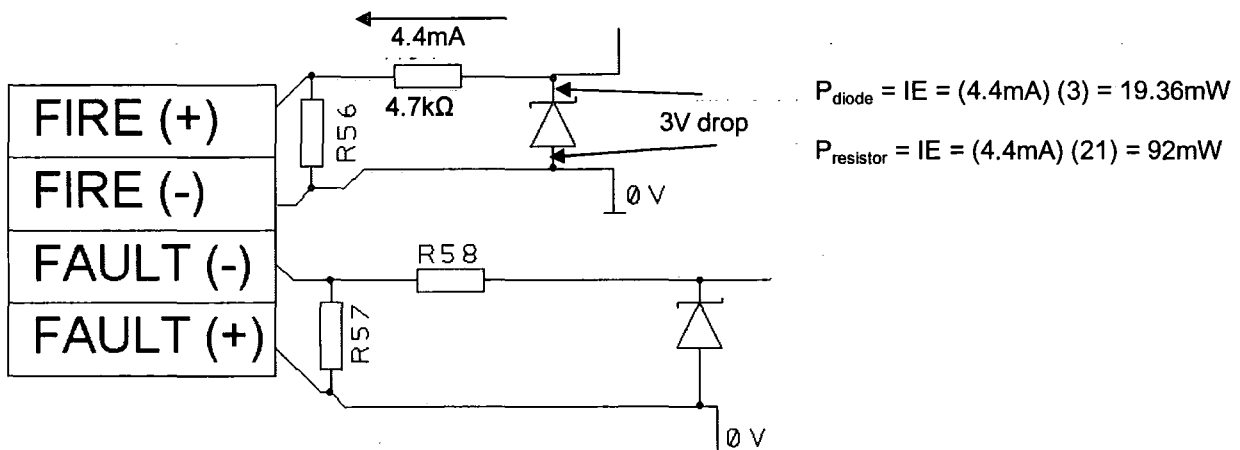 4.4mA
4.7kΩ
3V drop
P_diode = IE = (4.4mA) (3) = 19.36mW
P_resistor = IE = (4.4mA) (21) = 92mW
FIRE (+)
FIRE (-)
FAULT (-)
FAULT (+)
R56
0 V
R58
R57
0 V